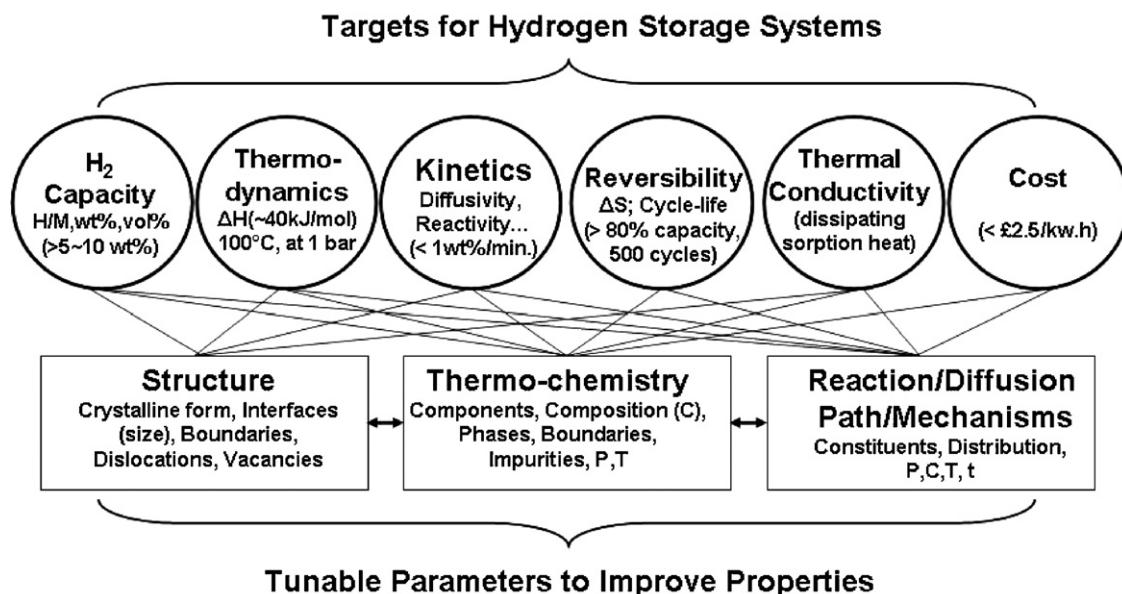 Targets for Hydrogen Storage Systems
H₂
Capacity
H/M,wt%,vol%
(>5~10 wt%)
Thermo-
dynamics
ΔH(~40kJ/mol)
100°C, at 1 bar
Kinetics
Diffusivity,
Reactivity...
(< 1wt%/min.)
Reversibility
ΔS; Cycle-life
(> 80% capacity,
500 cycles)
Thermal
Conductivity
(dissipating
sorption heat)
Cost
(< £2.5/kw.h)
Structure
Crystalline form, Interfaces
(size), Boundaries,
Dislocations, Vacancies
Thermo-chemistry
Components, Composition (C),
Phases, Boundaries,
Impurities, P,T
Reaction/Diffusion
Path/Mechanisms
Constituents, Distribution,
P,C,T, t
Tunable Parameters to Improve Properties